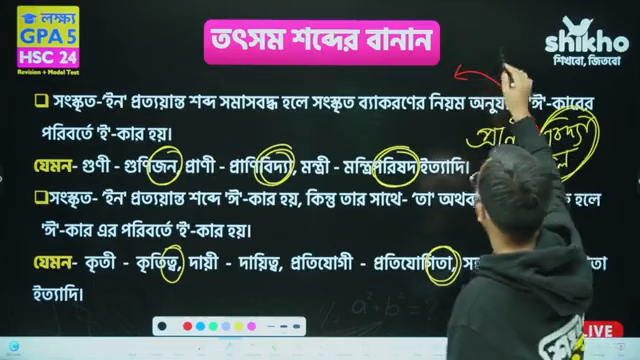 লক্ষ্য
GPA 5
HSC 24
Revision + Model Test
তৎসম শব্দের বানান
shikho
শিখবো, জিতবো
সংস্কৃত-'ইন' প্রত্যয়ান্ত শব্দ সমাসবদ্ধ হলে সংস্কৃত ব্যাকরণের নিয়ম 'ঈ'-কারের
পরিবর্তে 'ই'-কার হয়।
যেমন- গুণী - গুণিজন, প্রাণী - প্রাণিবিদ্যা, মন্ত্রী - মন্ত্রিপরিষদ ইত্যাদি।
সংস্কৃত- 'ইন' প্রত্যয়ান্ত শব্দে 'ঈ'-কার হয়, কিন্তু তার সাথে- 'তা' হলে
'ঈ'-কার এর পরিবর্তে 'ই'-কার হয়।
যেমন- কৃতী - কৃতিত্ব, দায়ী - দায়িত্ব, প্রতিযোগী - প্রতিযোগিতা,
ইত্যাদি।
a² + b² = ?
LIVE